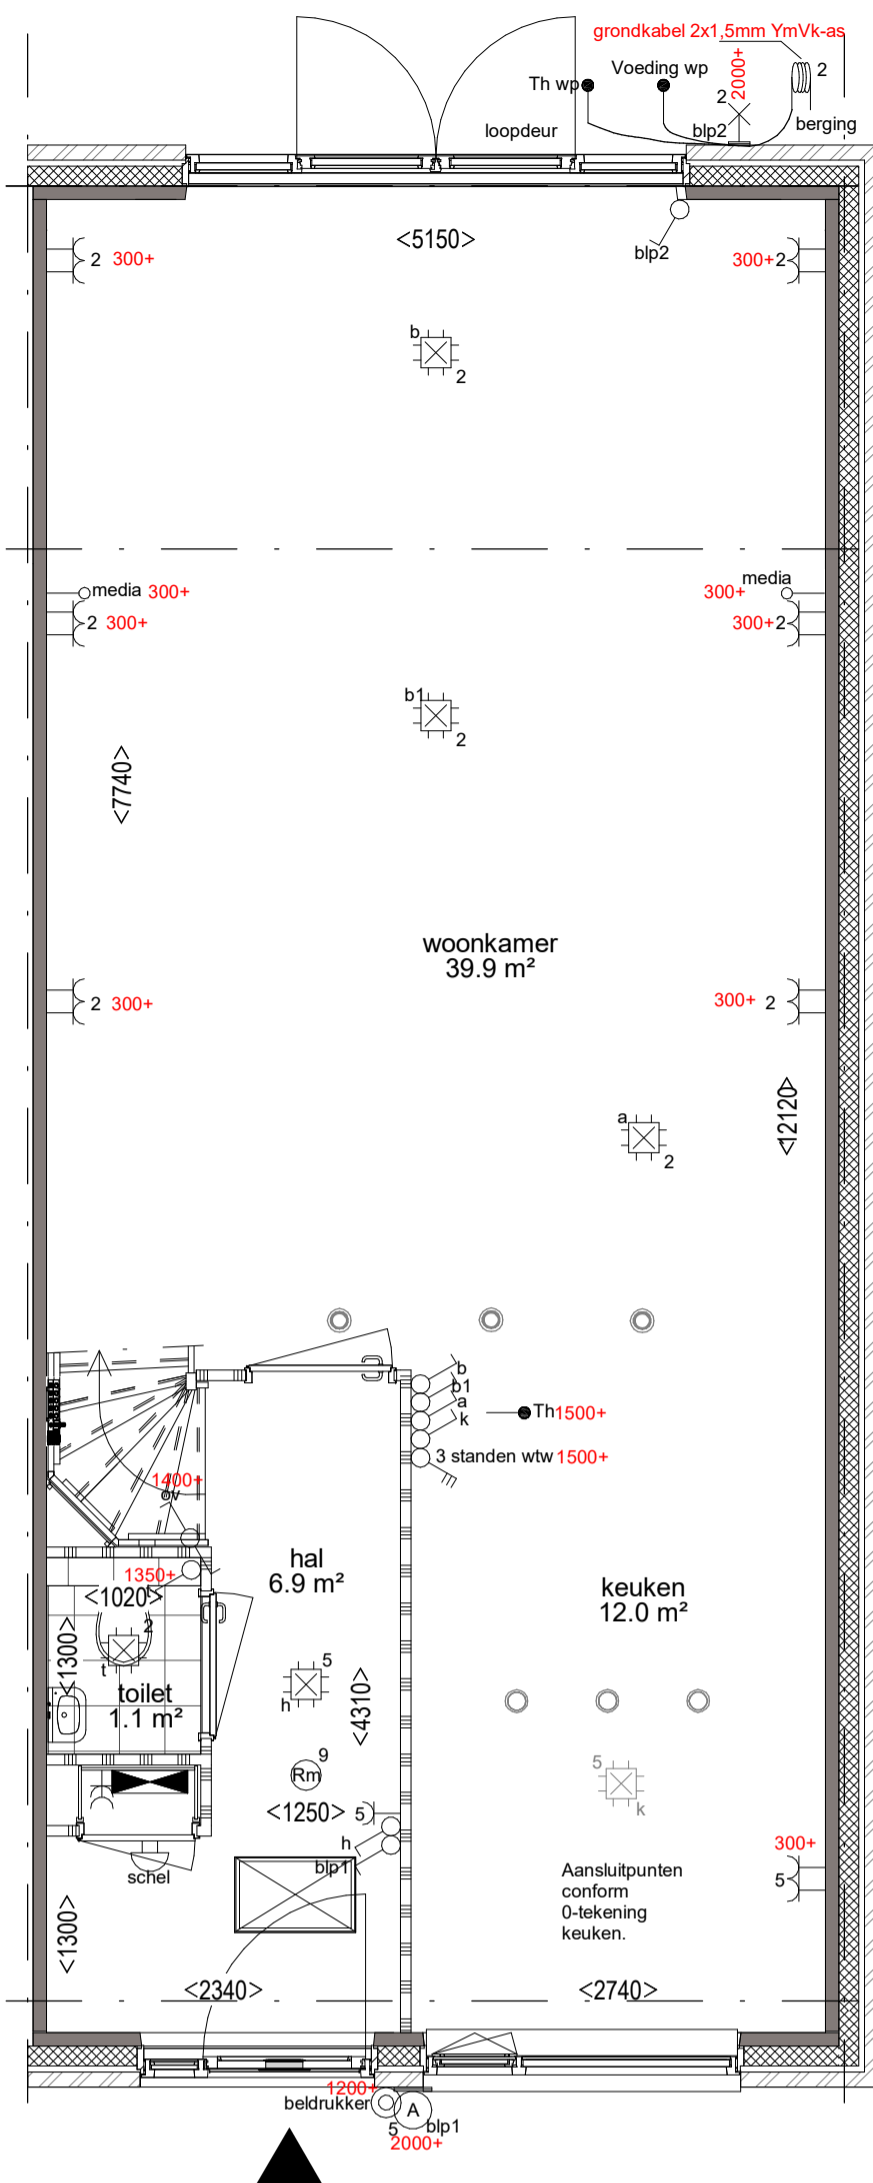 grondkabel 2x1,5mm YmVk-as
Th wp
Voeding wp
2000+
2
2
blp2
berging
loopdeur
<5150>
blp2
2 300+
300+ 2
b
2
media 300+
media
300+
2 300+
300+ 2
b1
2
<7740>
woonkamer
39.9 m²
2 300+
300+ 2
<12120>
a
2
b
b1
a
k
Th 1500+
3 standen wtw 1500+
1400+
1350+
<1020>
hal
6.9 m²
keuken
12.0 m²
2
t
<1300>
toilet
1.1 m²
5
h
<4310>
9
Rm
<1250>
5
h
blp1
schel
5
k
300+
5
Aansluitpunten
conform
0-tekening
keuken.
<1300>
<2340>
<2740>
1200+
beldrukker
A
5
blp1
2000+